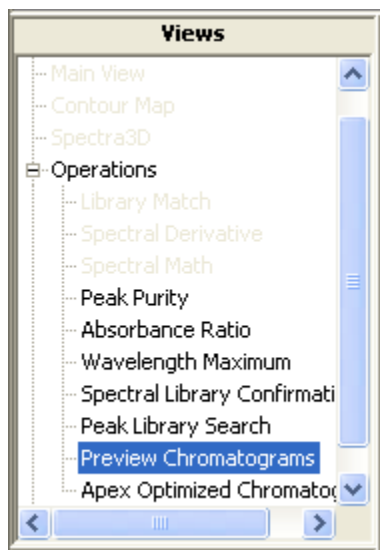 Views
Main View
Contour Map
Spectra3D
Operations
Library Match
Spectral Derivative
Spectral Math
Peak Purity
Absorbance Ratio
Wavelength Maximum
Spectral Library Confirmati
Peak Library Search
Preview Chromatograms
Apex Optimized Chromatog